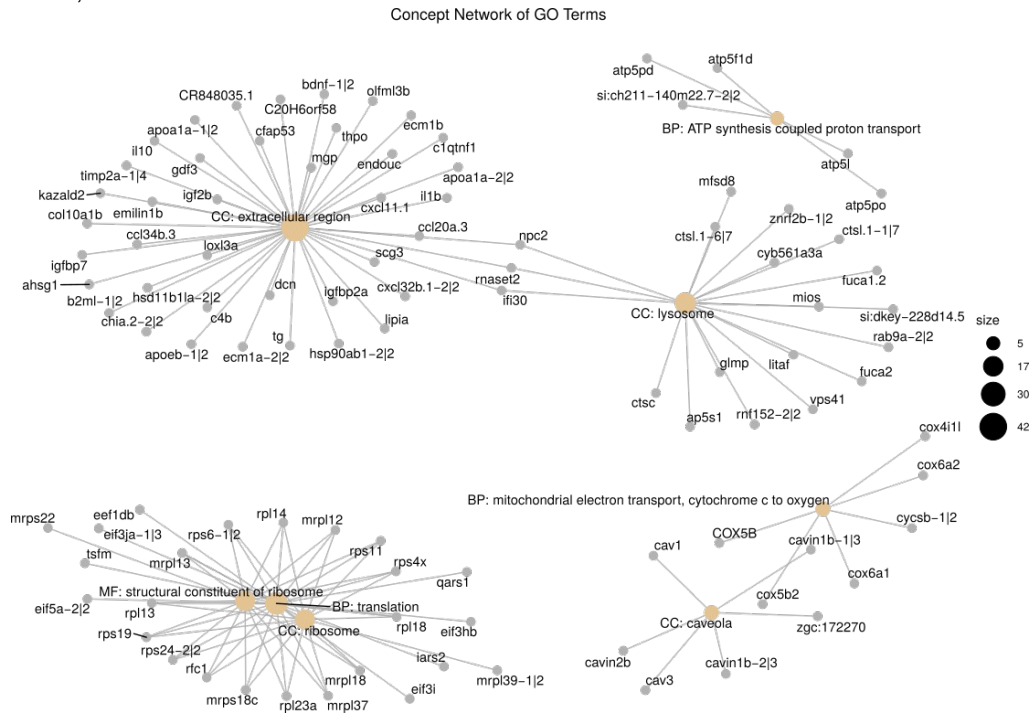 Concept Network of GO Terms
atp5pd
atp5f1d
si:ch211−140m22.7−2|2
BP: ATP synthesis coupled proton transport
atp5l
atp5po
bdnf−1|2
CR848035.1
C20H6orf58
olfml3b
apoa1a−1|2
cfap53
thpo
ecm1b
il10
c1qtnf1
timp2a−1|4
gdf3
mgp
endouc
apoa1a−2|2
kazald2
igf2b
cxcl11.1
il1b
col10a1b
emilin1b
CC: extracellular region
ccl34b.3
loxl3a
ccl20a.3
npc2
igfbp7
scg3
rnaset2
ahsg1
dcn
igfbp2a
cxcl32b.1−2|2
ifi30
b2ml−1|2
hsd11b1la−2|2
chia.2−2|2
c4b
lipia
apoeb−1|2
ecm1a−2|2
tg
hsp90ab1−2|2
mfsd8
ctsl.1−6|7
znrf2b−1|2
ctsl.1−1|7
cyb561a3a
fuca1.2
mios
CC: lysosome
si:dkey−228d14.5
rab9a−2|2
glmp
litaf
fuca2
ctsc
ap5s1
rnf152−2|2
vps41
size
5
17
30
42
cox4i1l
cox6a2
BP: mitochondrial electron transport, cytochrome c to oxygen
cycsb−1|2
COX5B
cavin1b−1|3
cox6a1
cav1
cox5b2
CC: caveola
zgc:172270
cavin2b
cavin1b−2|3
cav3
mrps22
eef1db
eif3ja−1|3
rps6−1|2
rpl14
mrpl12
tsfm
mrpl13
rps11
rps4x
qars1
MF: structural constituent of ribosome
eif5a−2|2
rpl13
BP: translation
rps19
CC: ribosome
rpl18
eif3hb
rps24−2|2
rfc1
iars2
mrpl39−1|2
mrps18c
rpl23a
mrpl18
mrpl37
eif3i